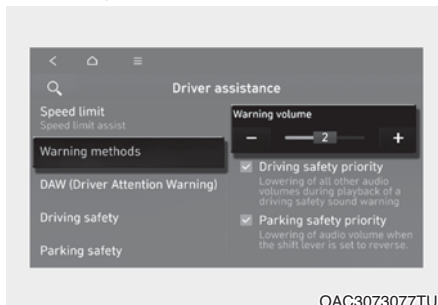 Driver assistance
Speed limit
Speed limit assist
Warning methods
DAW (Driver Attention Warning)
Driving safety
Parking safety
Warning volume
− 2 +
Driving safety priority
Lowering of all other audio
volumes during playback of a
driving safety sound warning
Parking safety priority
Lowering of audio volume when
the shift lever is set to reverse.
OAC3073077TU